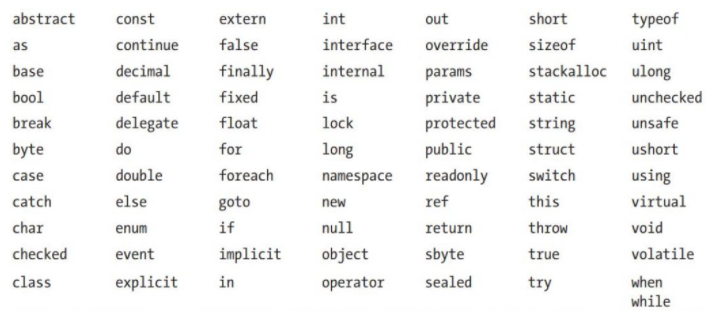 abstract const extern int out short typeof
as continue false interface override sizeof uint
base decimal finally internal params stackalloc ulong
bool default fixed is private static unchecked
break delegate float lock protected string unsafe
byte do for long public struct ushort
case double foreach namespace readonly switch using
catch else goto new ref this virtual
char enum if null return throw void
checked event implicit object sbyte true volatile
class explicit in operator sealed try when
while